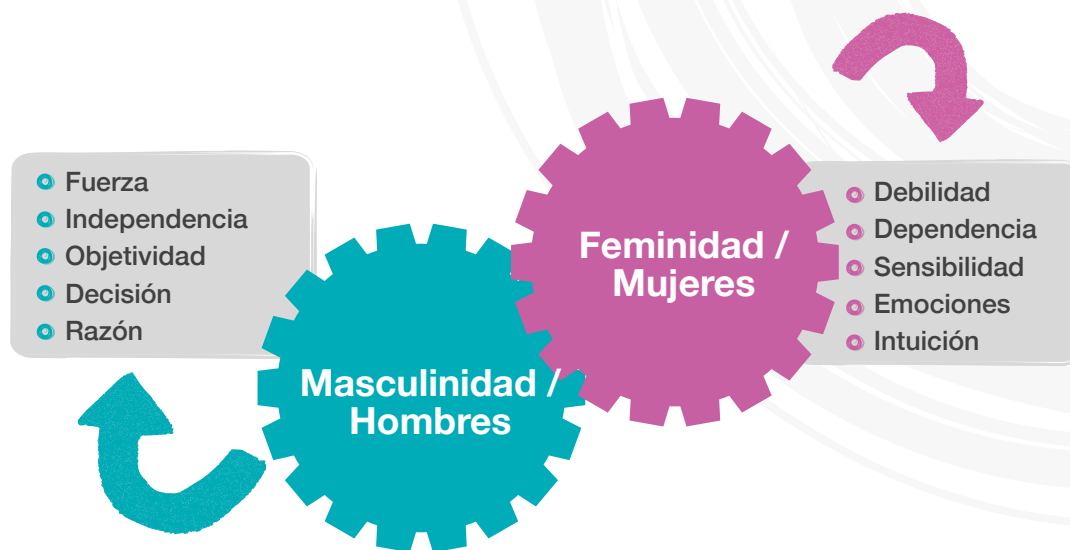 Fuerza
Independencia
Objetividad
Decisión
Razón
Masculinidad /
Hombres
Feminidad /
Mujeres
Debilidad
Dependencia
Sensibilidad
Emociones
Intuición